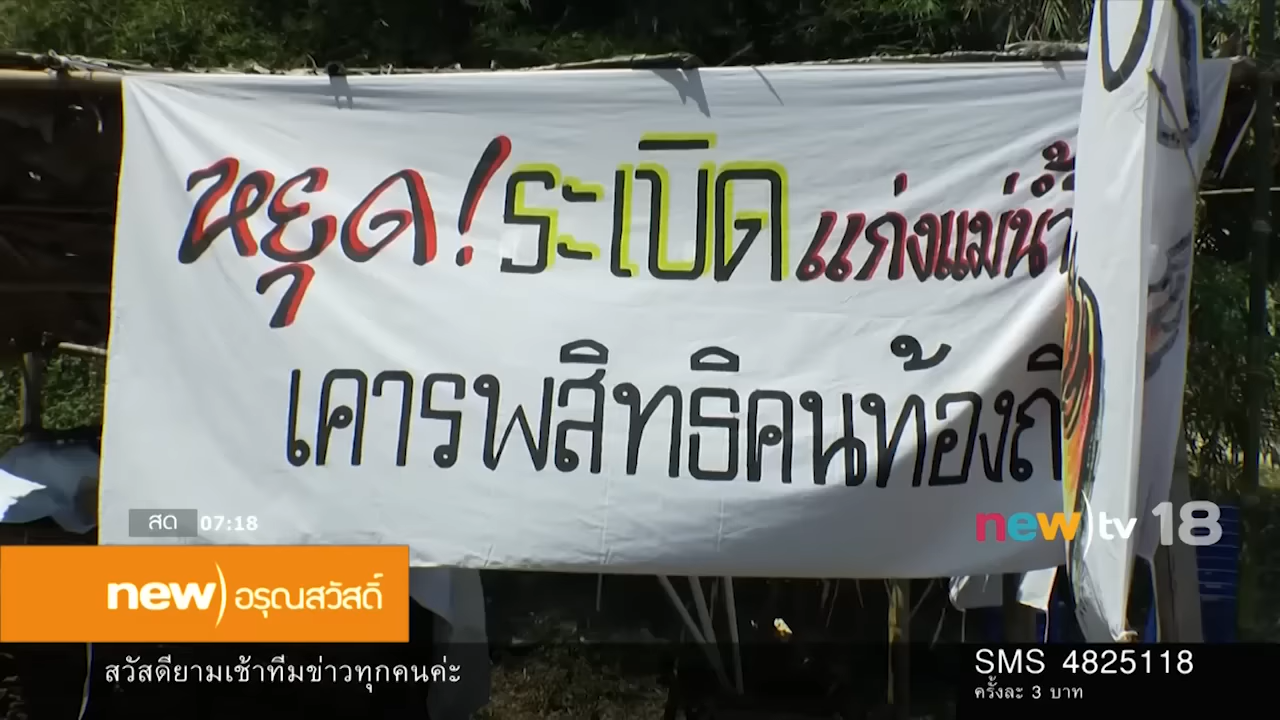 หยุด! ระเบิดแก่งแม่น้ำ
เคารพสิทธิคนท้องถิ
สด 07:18
new) tv 18
new) อรุณสวัสดิ์
สวัสดียามเช้าทีมข่าวทุกคนค่ะ
SMS 4825118
ครั้งละ 3 บาท